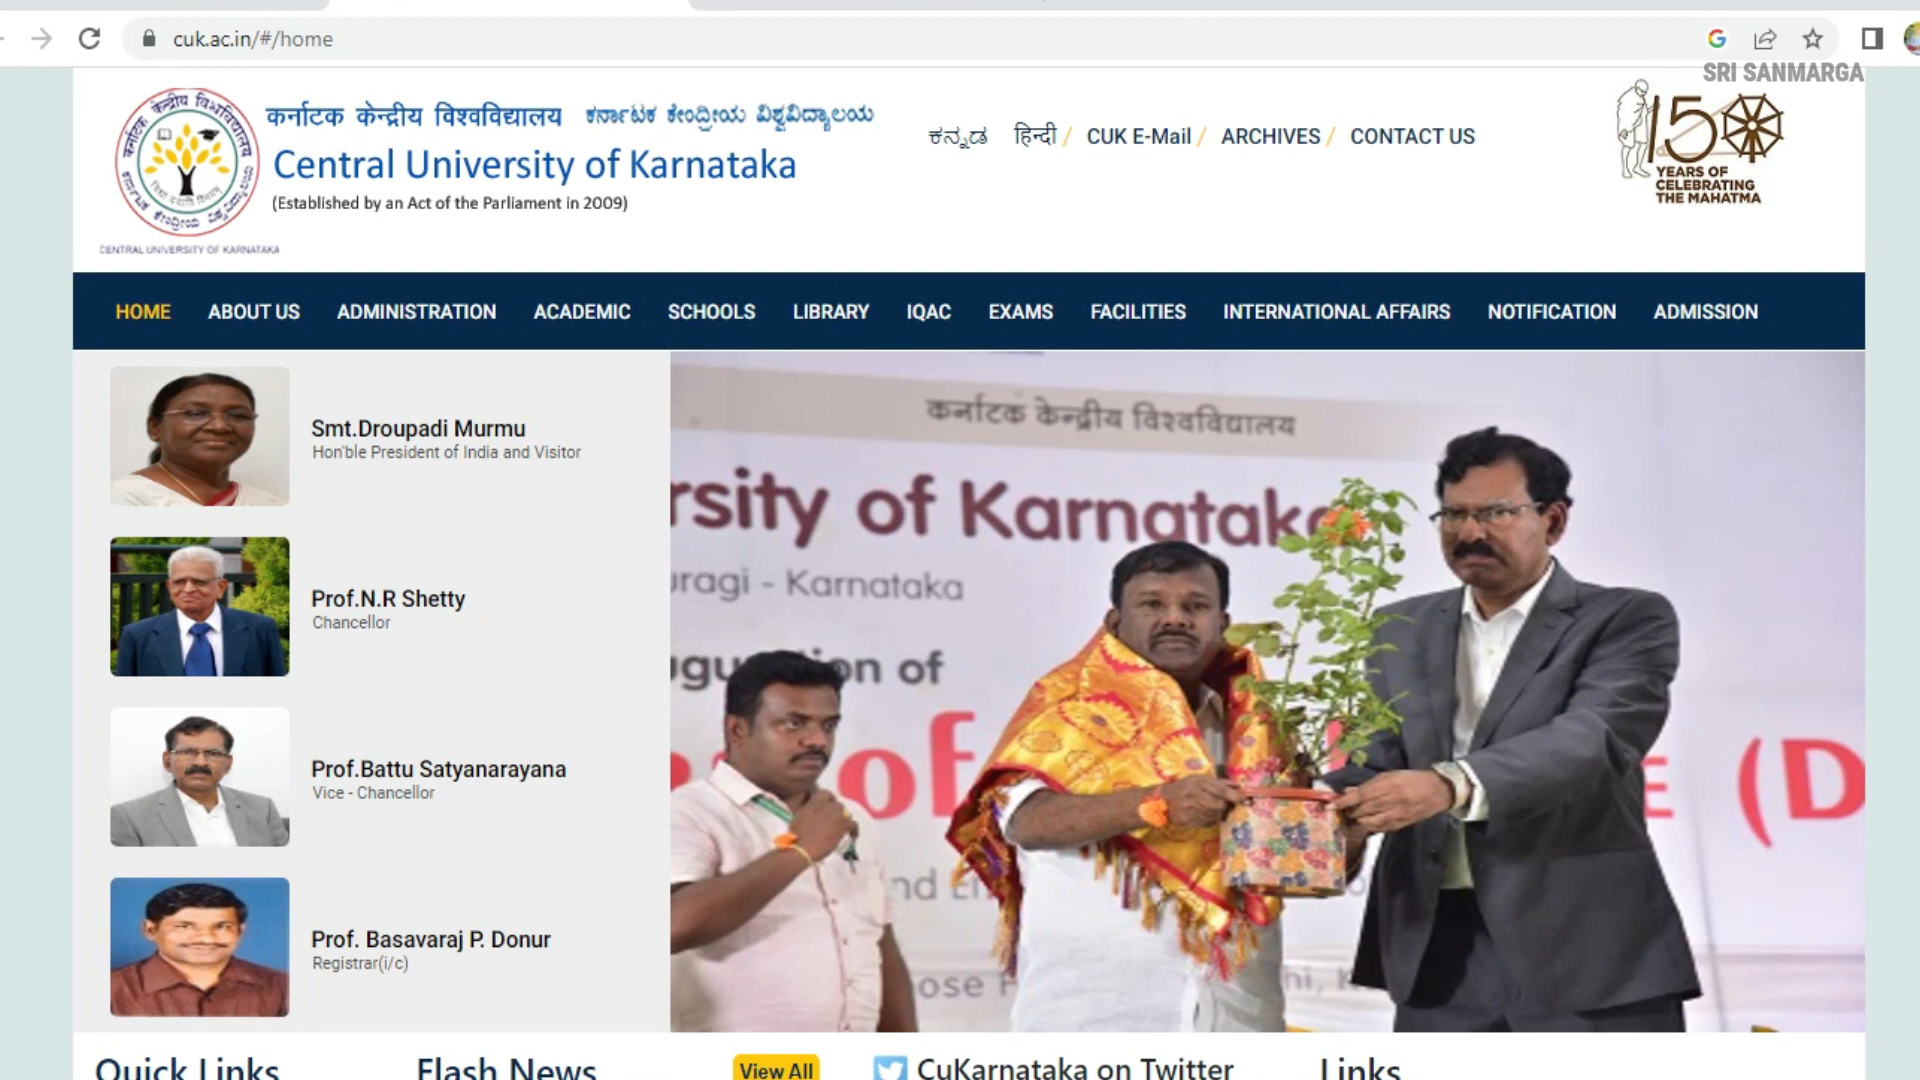 cuk.ac.in/#/home
SRI SANMARGA
कर्नाटक केन्द्रीय विश्वविद्यालय ಕರ್ನಾಟಕ ಕೇಂದ್ರೀಯ ವಿಶ್ವವಿದ್ಯಾಲಯ
Central University of Karnataka
(Established by an Act of the Parliament in 2009)
CENTRAL UNIVERSITY OF KARNATAKA
ಕನ್ನಡ हिन्दी / CUK E-Mail / ARCHIVES / CONTACT US
150
YEARS OF
CELEBRATING
THE MAHATMA
HOME ABOUT US ADMINISTRATION ACADEMIC SCHOOLS LIBRARY IQAC EXAMS FACILITIES INTERNATIONAL AFFAIRS NOTIFICATION ADMISSION
Smt.Droupadi Murmu
Hon'ble President of India and Visitor
Prof.N.R Shetty
Chancellor
Prof.Battu Satyanarayana
Vice - Chancellor
Prof. Basavaraj P. Donur
Registrar(i/c)
कर्नाटक केन्द्रीय विश्वविद्यालय
rsity of Karnataka
uragi - Karnataka
on of
of (D
Quick Links
Flash News
View All
CuKarnataka on Twitter
Links